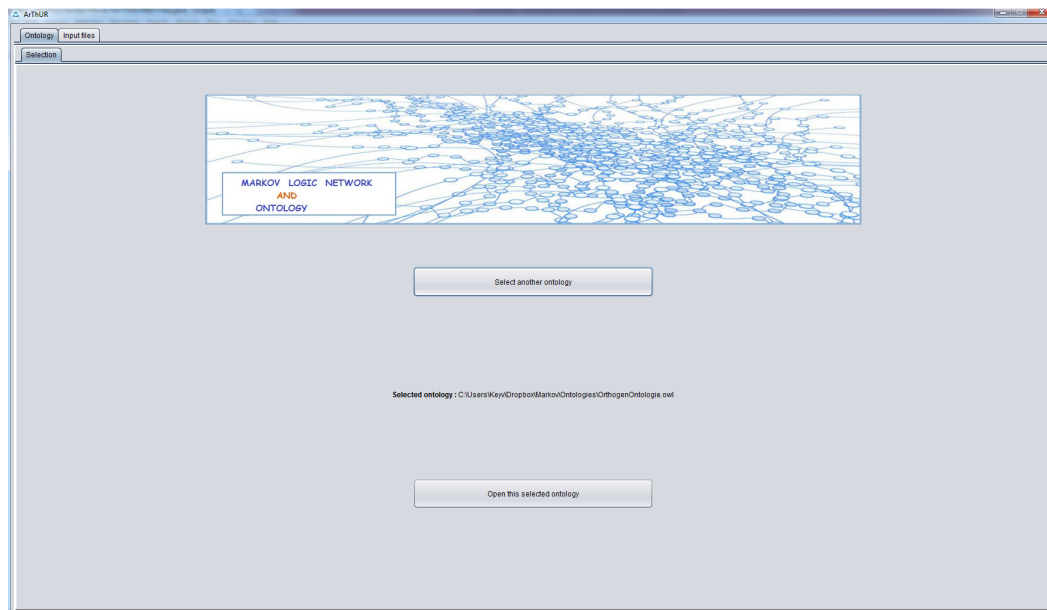 ArThUR
Ontology Input files
Selection
MARKOV LOGIC NETWORK
AND
ONTOLOGY
Select another ontology
Selected ontology : C:\Users\Keyv\Dropbox\Markov\Ontologies\OrthogenOntologie.owl
Open this selected ontology